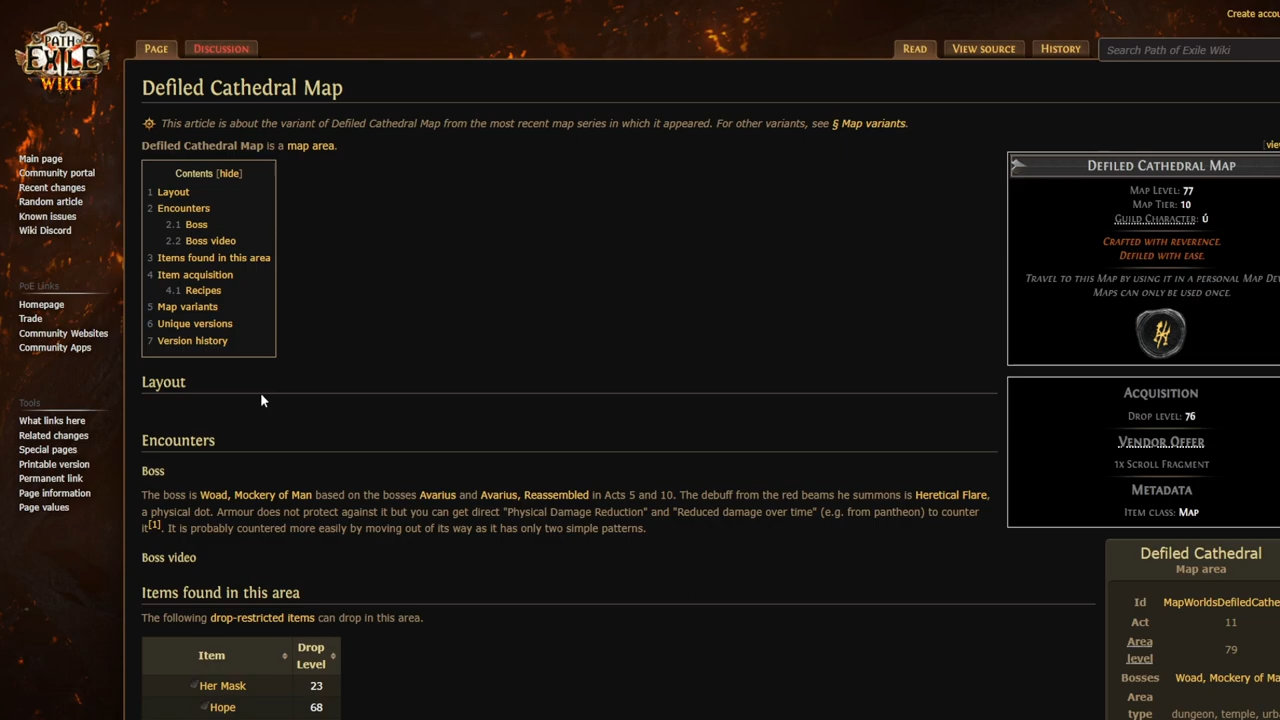 Create accou
PATH OF
EXILE
WIKI
PAGE
DISCUSSION
READ
VIEW SOURCE
HISTORY
Search Path of Exile Wiki
Main page
Community portal
Recent changes
Random article
Known issues
Wiki Discord
PoE Links
Homepage
Trade
Community Websites
Community Apps
Tools
What links here
Related changes
Special pages
Printable version
Permanent link
Page information
Page values
Defiled Cathedral Map
This article is about the variant of Defiled Cathedral Map from the most recent map series in which it appeared. For other variants, see § Map variants.
Defiled Cathedral Map is a map area.
Contents [hide]
1 Layout
2 Encounters
2.1 Boss
2.2 Boss video
3 Items found in this area
4 Item acquisition
4.1 Recipes
5 Map variants
6 Unique versions
7 Version history
Layout
Encounters
Boss
The boss is Woad, Mockery of Man based on the bosses Avarius and Avarius, Reassembled in Acts 5 and 10. The debuff from the red beams he summons is Heretical Flare,
a physical dot. Armour does not protect against it but you can get direct "Physical Damage Reduction" and "Reduced damage over time" (e.g. from pantheon) to counter
it[1]. It is probably countered more easily by moving out of its way as it has only two simple patterns.
Boss video
Items found in this area
The following drop-restricted items can drop in this area.
Item Drop
Level
Her Mask 23
Hope 68
[vie
DEFILED CATHEDRAL MAP
MAP LEVEL: 77
MAP TIER: 10
GUILD CHARACTER: Ú
CRAFTED WITH REVERENCE.
DEFILED WITH EASE.
TRAVEL TO THIS MAP BY USING IT IN A PERSONAL MAP DEV
MAPS CAN ONLY BE USED ONCE.
ACQUISITION
DROP LEVEL: 76
VENDOR OFFER
1X SCROLL FRAGMENT
METADATA
ITEM CLASS: MAP
Defiled Cathedral
Map area
Id MapWorldsDefiledCathe
Act 11
Area
level 79
Bosses Woad, Mockery of Ma
Area
type dungeon, temple, urb